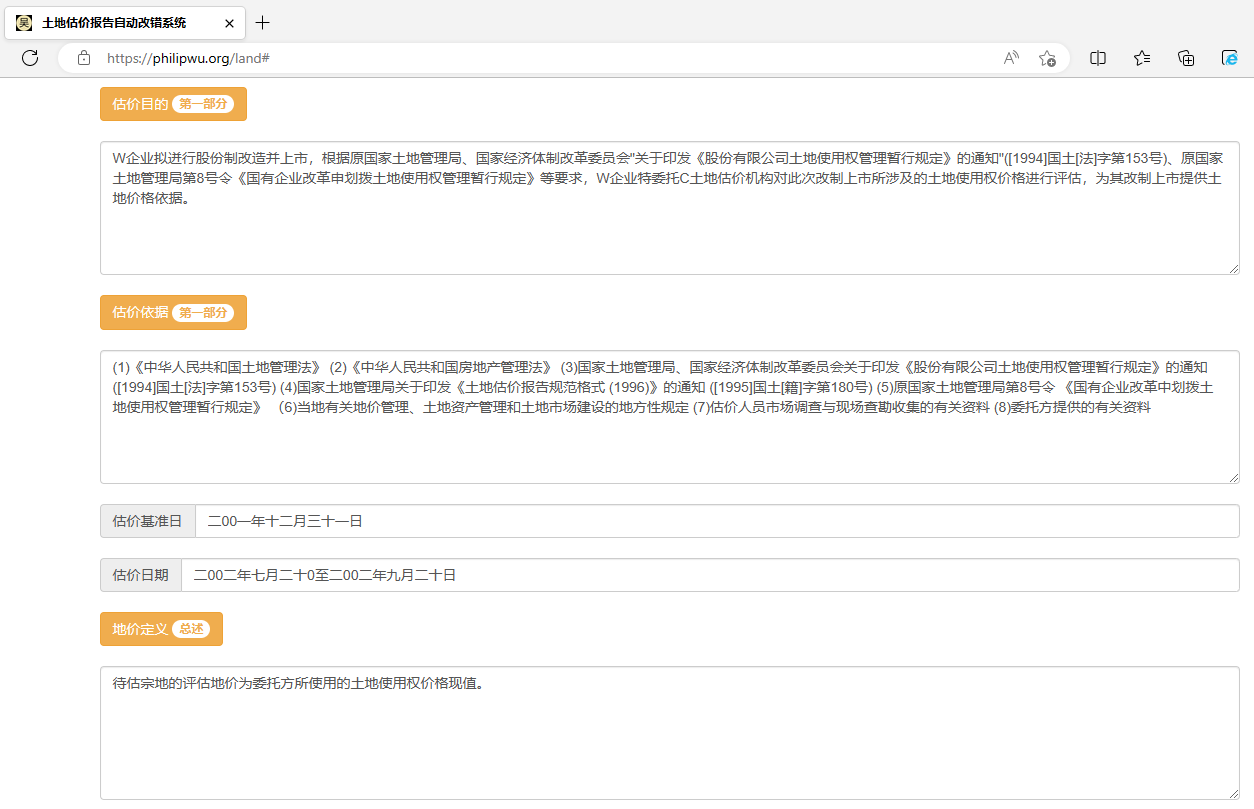 土地估价报告自动改错系统
https://philipwu.org/land#
估价目的 第一部分
W企业拟进行股份制改造并上市，根据原国家土地管理局、国家经济体制改革委员会"关于印发《股份有限公司土地使用权管理暂行规定》的通知"([1994]国土[法]字第153号)、原国家
土地管理局第8号令《国有企业改革申划拨土地使用权管理暂行规定》等要求，W企业特委托C土地估价机构对此次改制上市所涉及的土地使用权价格进行评估，为其改制上市提供土
地价格依据。
估价依据 第一部分
(1)《中华人民共和国土地管理法》 (2)《中华人民共和国房地产管理法》 (3)国家土地管理局、国家经济体制改革委员会关于印发《股份有限公司土地使用权管理暂行规定》的通知
([1994]国土[法]字第153号) (4)国家土地管理局关于印发《土地估价报告规范格式 (1996)》的通知 ([1995]国土[籍]字第180号) (5)原国家土地管理局第8号令 《国有企业改革中划拨土
地使用权管理暂行规定》 (6)当地有关地价管理、土地资产管理和土地市场建设的地方性规定 (7)估价人员市场调查与现场查勘收集的有关资料 (8)委托方提供的有关资料
估价基准日 二00一年十二月三十一日
估价日期 二00二年七月二十0至二00二年九月二十日
地价定义 总述
待估宗地的评估地价为委托方所使用的土地使用权价格现值。